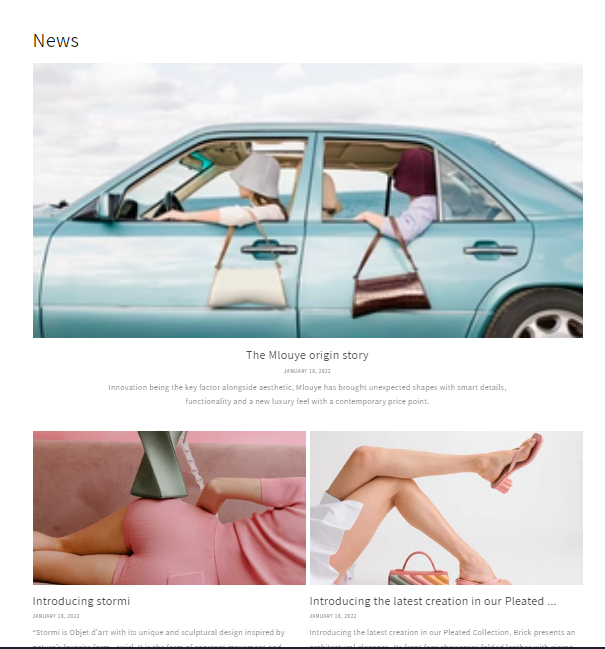 News
The Mlouye origin story
JANUARY 18, 2022
Innovation being the key factor alongside aesthetic, Mlouye has brought unexpected shapes with smart details,
functionality and a new luxury feel with a contemporary price point.
Introducing stormi
JANUARY 18, 2022
"Stormi is Objet d'art with its unique and sculptural design inspired by
Introducing the latest creation in our Pleated ...
JANUARY 18, 2022
Introducing the latest creation in our Pleated Collection, Brick presents an